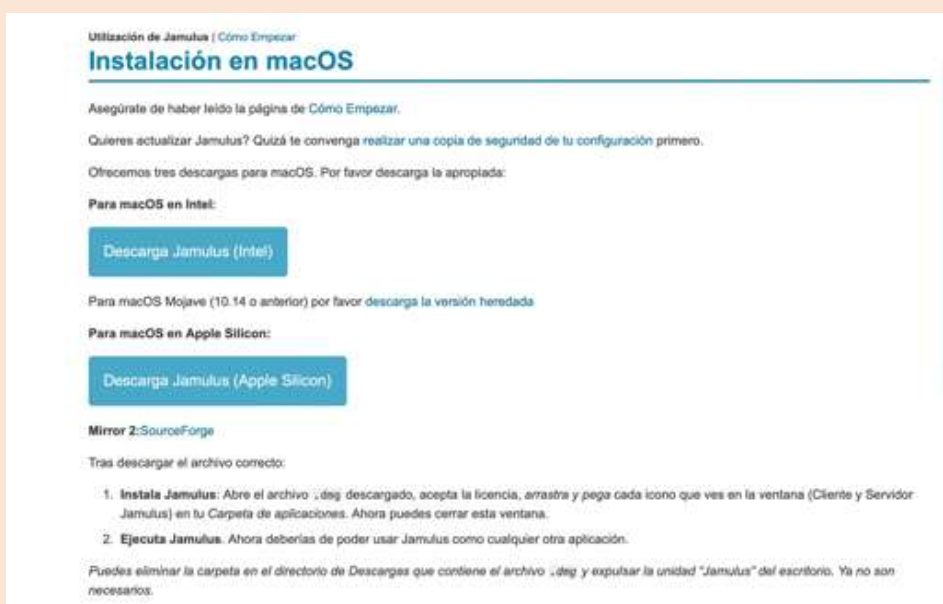 Utilización de Jamulus | Cómo Empezar
Instalación en macOS
Asegúrate de haber leído la página de Cómo Empezar.
Quieres actualizar Jamulus? Quizá te convenga realizar una copia de seguridad de tu configuración primero.
Ofrecemos tres descargas para macOS. Por favor descarga la apropiada:
Para macOS en Intel:
Descarga Jamulus (Intel)
Para macOS Mojave (10.14 o anterior) por favor descarga la versión heredada
Para macOS en Apple Silicon:
Descarga Jamulus (Apple Silicon)
Mirror 2:SourceForge
Tras descargar el archivo correcto:
1. Instala Jamulus: Abre el archivo .dmg descargado, acepta la licencia, arrastra y pega cada icono que ves en la ventana (Cliente y Servidor
Jamulus) en tu Carpeta de aplicaciones. Ahora puedes cerrar esta ventana.
2. Ejecuta Jamulus. Ahora deberías de poder usar Jamulus como cualquier otra aplicación.
Puedes eliminar la carpeta en el directorio de Descargas que contiene el archivo .dmg y expulsar la unidad "Jamulus" del escritorio. Ya no son
necesarios.